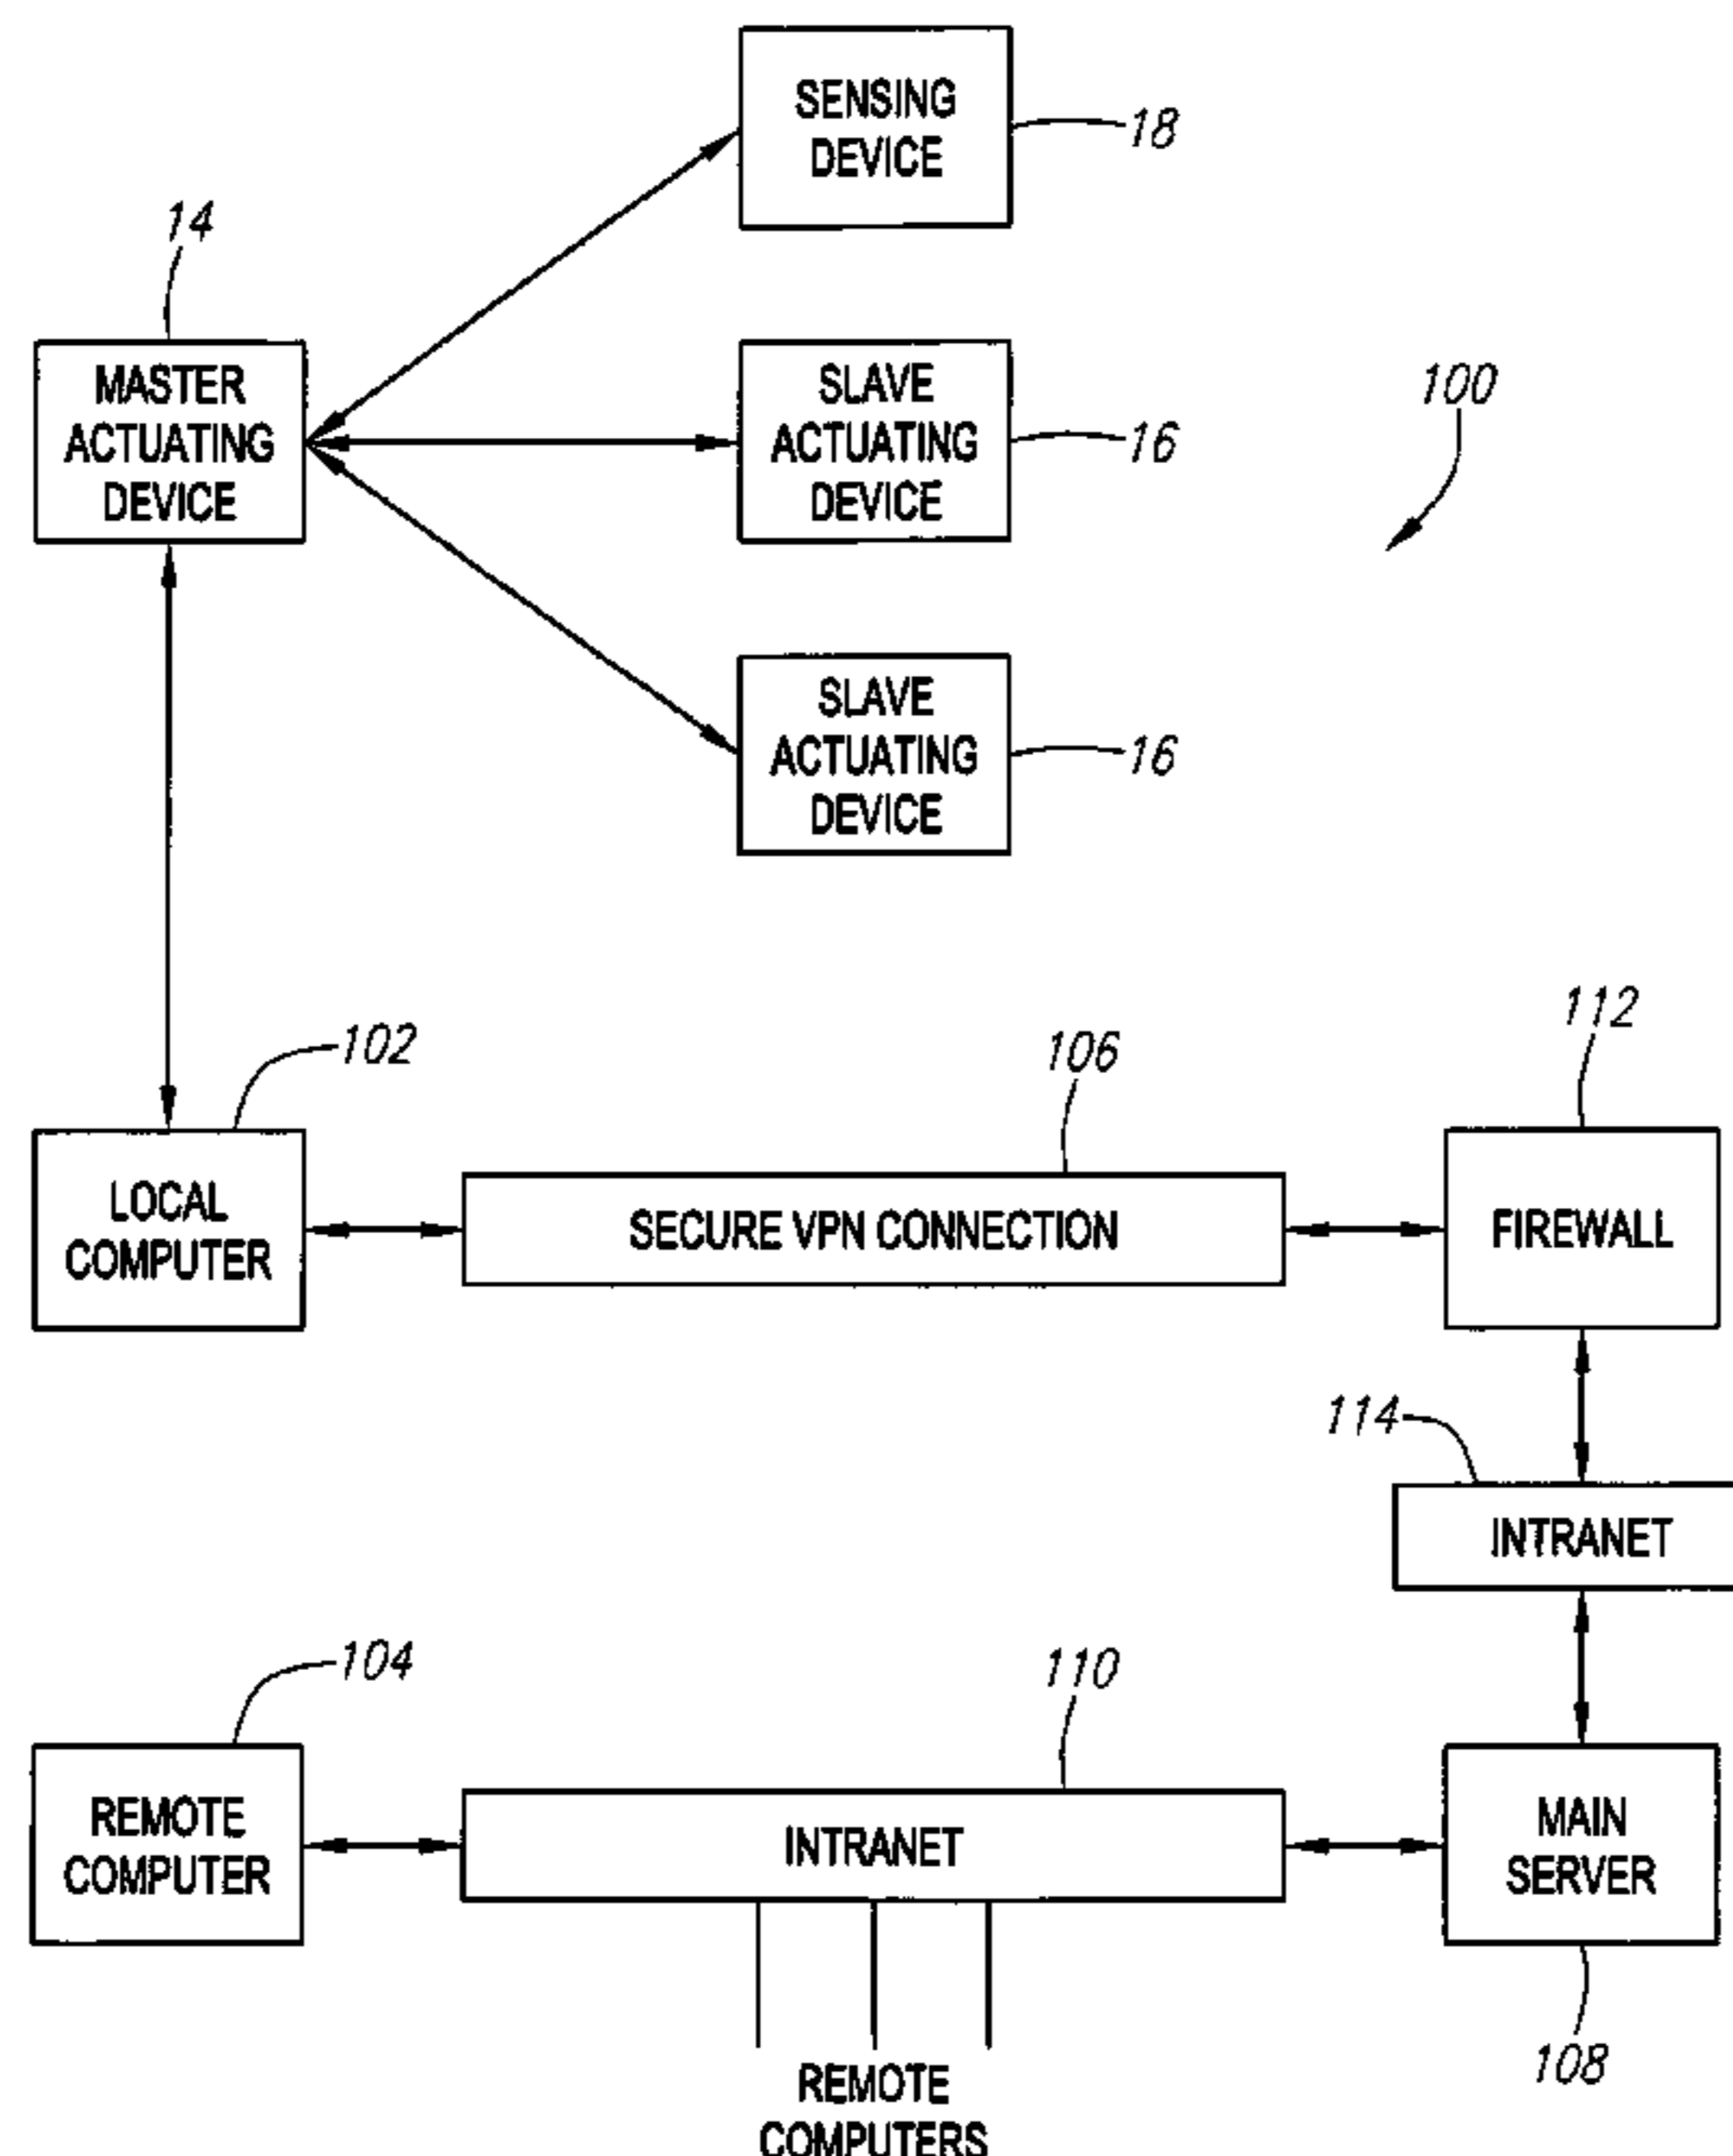 SENSING
DEVICE
18
14
MASTER
ACTUATING
DEVICE
SLAVE
ACTUATING
DEVICE
16
100
SLAVE
ACTUATING
DEVICE
16
102
106
112
LOCAL
COMPUTER
SECURE VPN CONNECTION
FIREWALL
114
INTRANET
104
110
REMOTE
COMPUTER
INTRANET
MAIN
SERVER
108
REMOTE
COMPUTERS